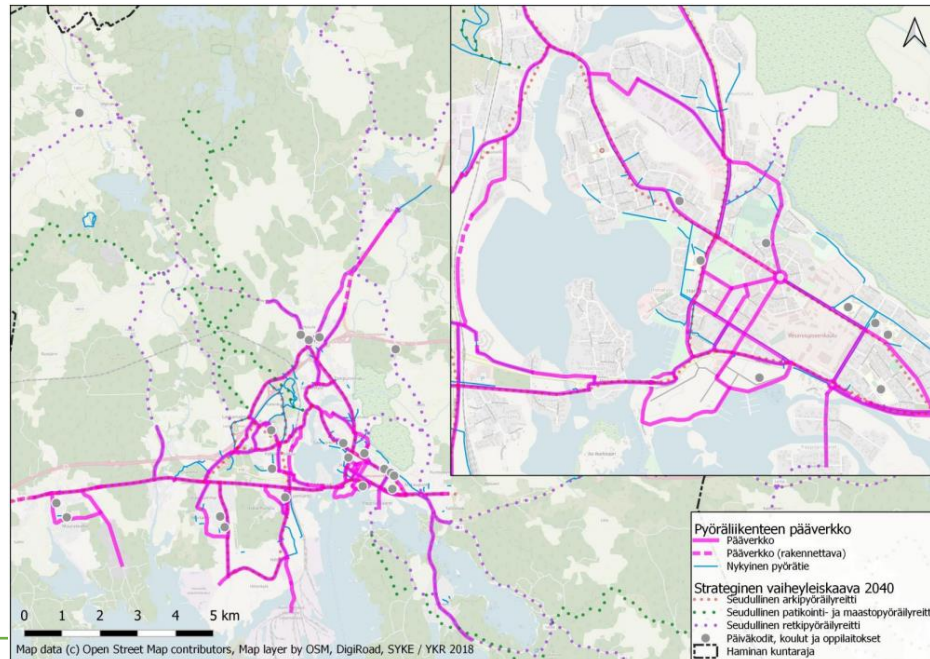 Pyöräliikenteen pääverkko
Pääverkko
Pääverkko (rakennettava)
Nykyinen pyörätie
Strateginen vaiheyleiskaava 2040
Seudullinen arkipyöräilyreitti
Seudullinen patikointi- ja maastopyöräilyreitti
Seudullinen retkipyöräilyreitti
Päiväkodit, koulut ja oppilaitokset
Haminan kuntaraja
0 1 2 3 4 5 km
Map data (c) Open Street Map contributors, Map layer by OSM, DigiRoad, SYKE / YKR 2018